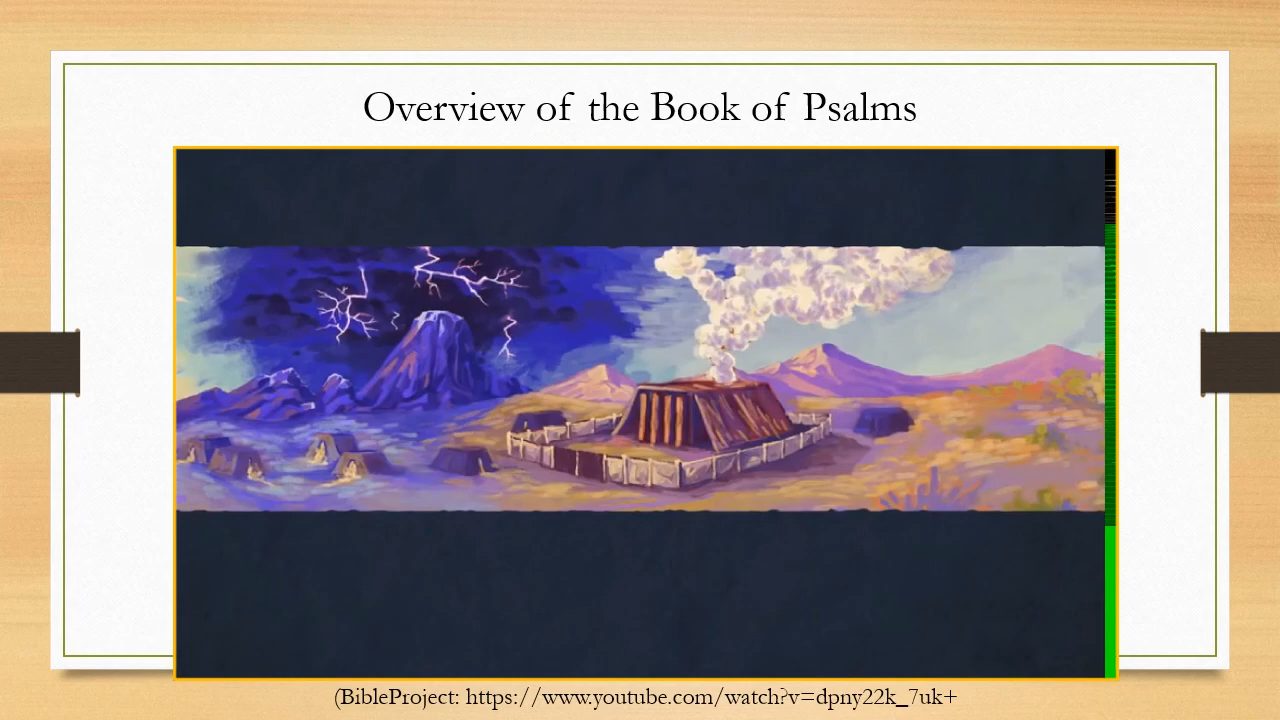 Overview of the Book of Psalms
(BibleProject: https://www.youtube.com/watch?v=dpny22k_7uk+